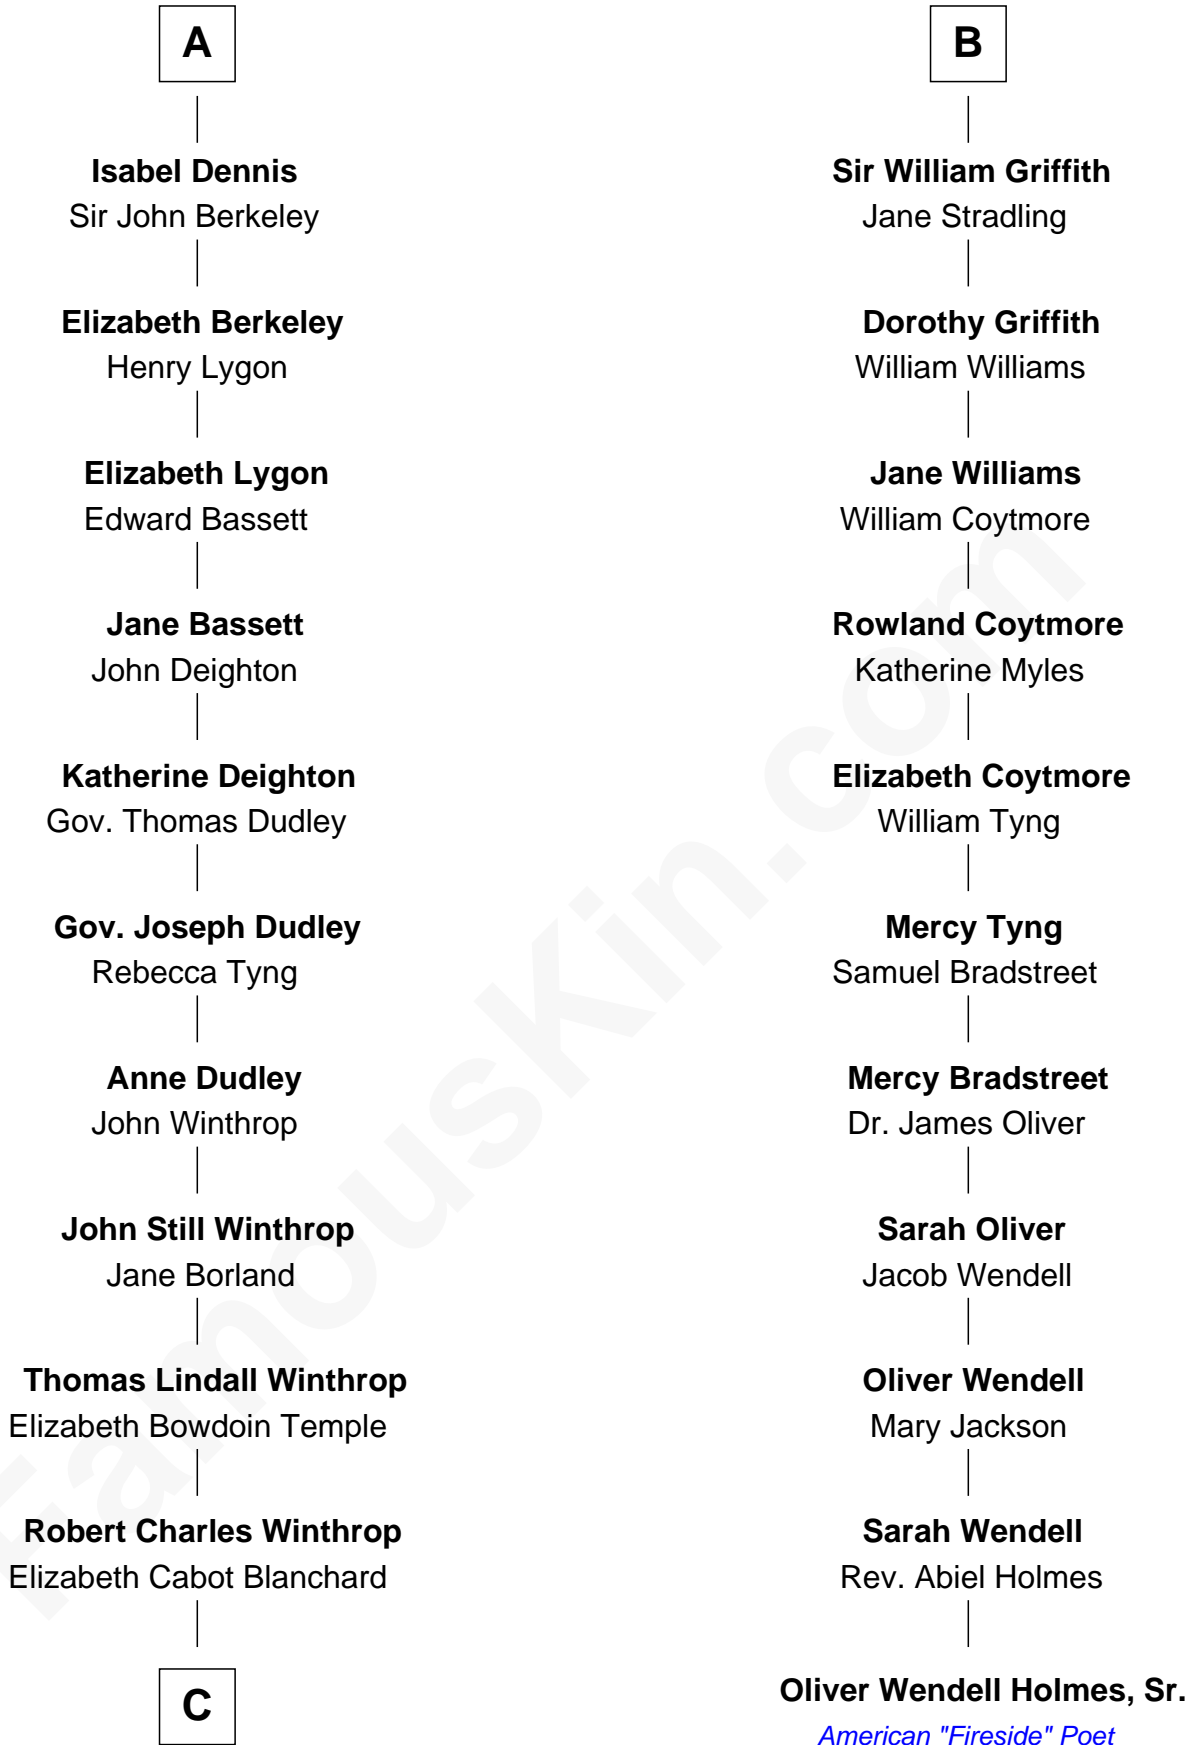 A
Isabel Dennis
Sir John Berkeley
Elizabeth Berkeley
Henry Lygon
Elizabeth Lygon
Edward Bassett
Jane Bassett
John Deighton
Katherine Deighton
Gov. Thomas Dudley
Gov. Joseph Dudley
Rebecca Tyng
Anne Dudley
John Winthrop
John Still Winthrop
Jane Borland
Thomas Lindall Winthrop
Elizabeth Bowdoin Temple
Robert Charles Winthrop
Elizabeth Cabot Blanchard
C
B
Sir William Griffith
Jane Stradling
Dorothy Griffith
William Williams
Jane Williams
William Coytmore
Rowland Coytmore
Katherine Myles
Elizabeth Coytmore
William Tyng
Mercy Tyng
Samuel Bradstreet
Mercy Bradstreet
Dr. James Oliver
Sarah Oliver
Jacob Wendell
Oliver Wendell
Mary Jackson
Sarah Wendell
Rev. Abiel Holmes
Oliver Wendell Holmes, Sr.
American "Fireside" Poet
FamousKin.com